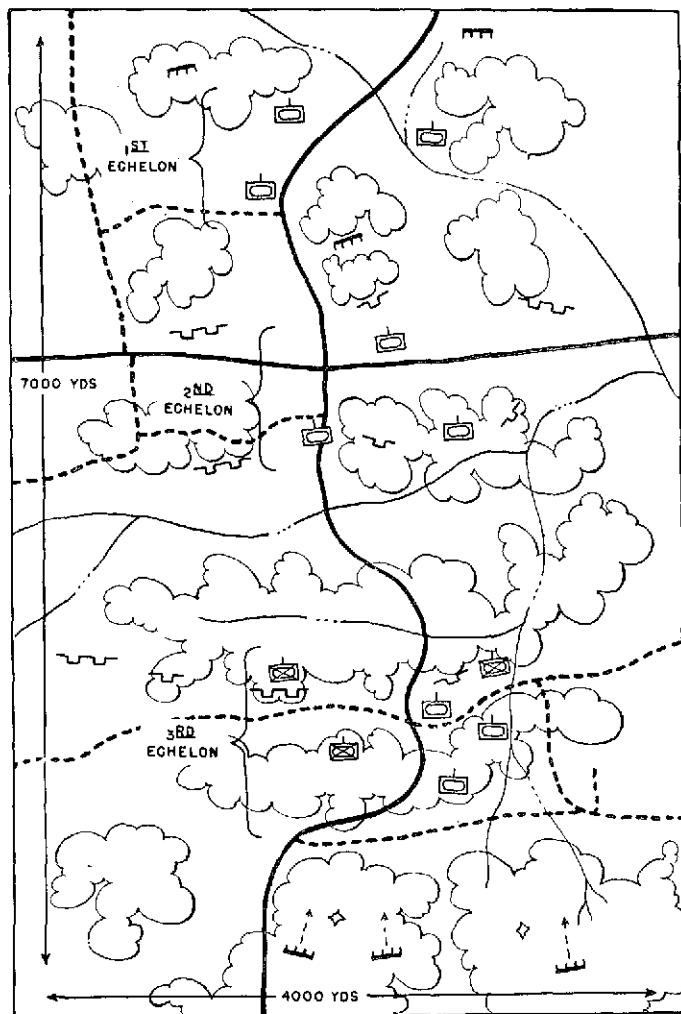 1ST
ECHELON
7000 YDS
2ND
ECHELON
3RD
ECHELON
4000 YDS